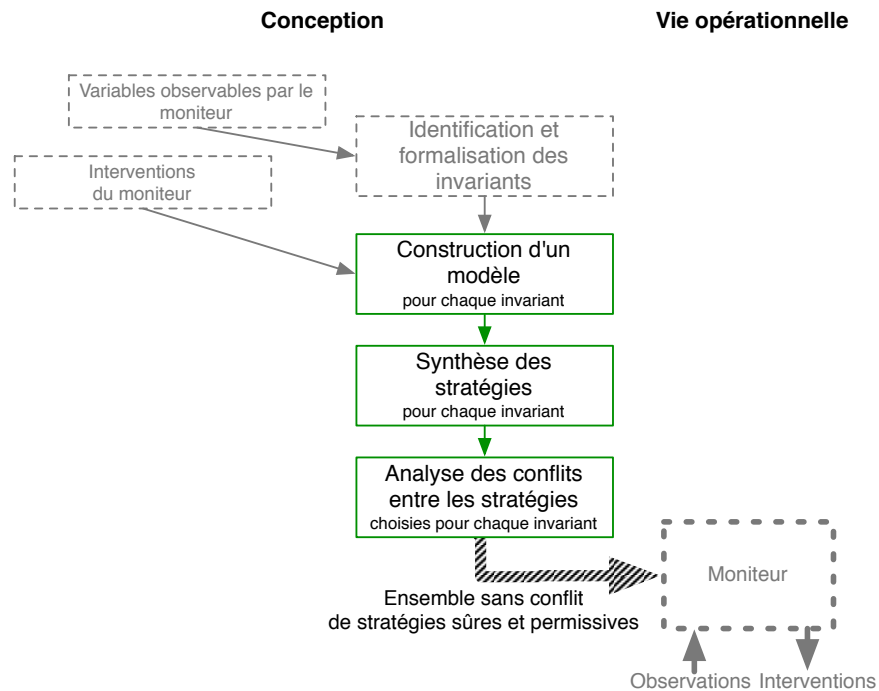 Conception
Vie opérationnelle
Variables observables par le
moniteur
Identification et
formalisation des
invariants
Interventions
du moniteur
Construction d'un
modèle
pour chaque invariant
Synthèse des
stratégies
pour chaque invariant
Analyse des conflits
entre les stratégies
choisies pour chaque invariant
Moniteur
Ensemble sans conflit
de stratégies sûres et permissives
Observations
Interventions